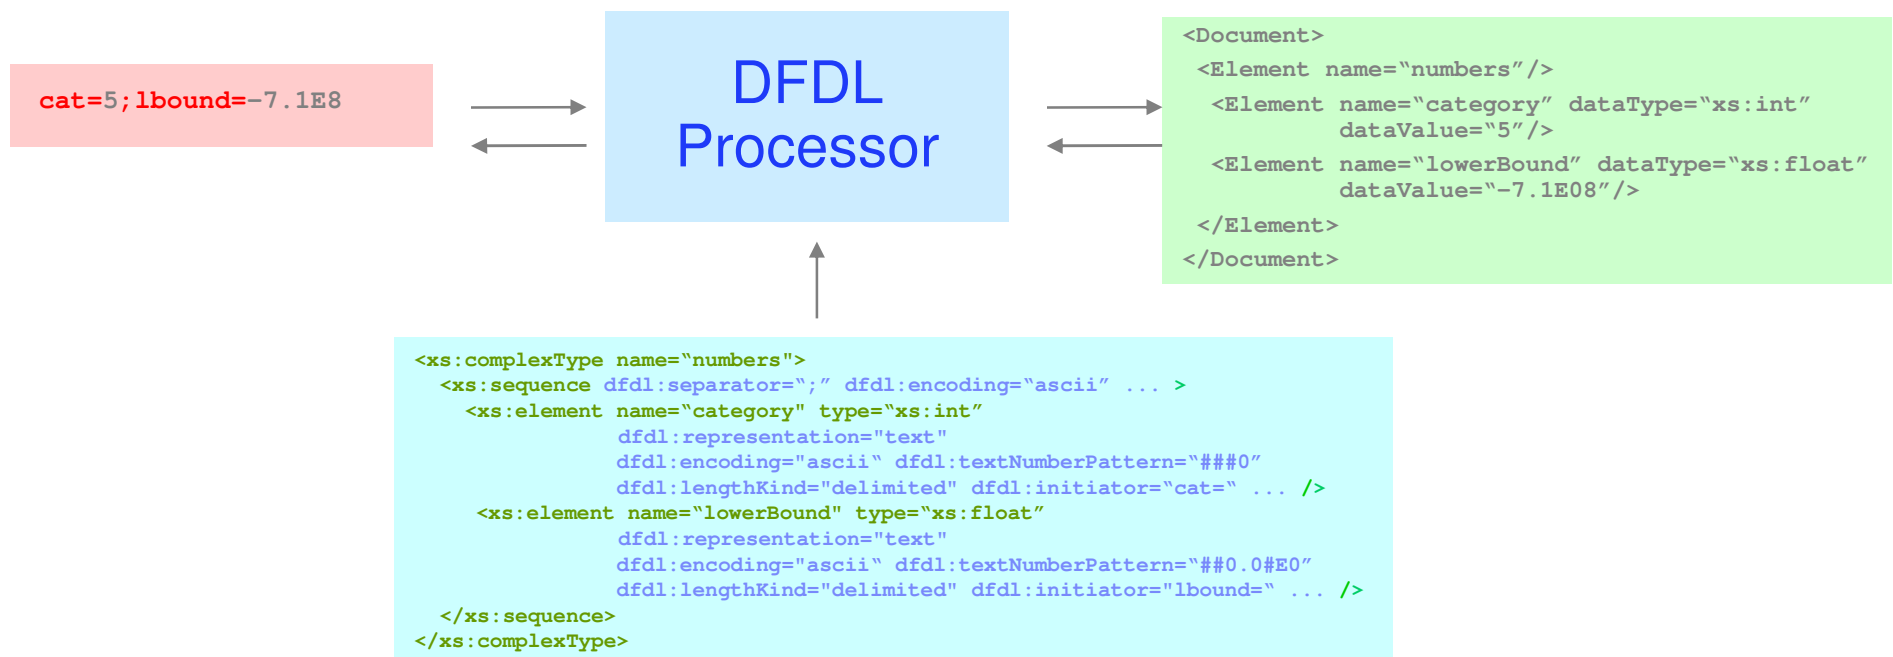 cat=5;lbound=-7.1E8
DFDL
Processor
<Document>
<Element name=“numbers”/>
<Element name=“category” dataType=“xs:int”
dataValue=“5”/>
<Element name=“lowerBound” dataType=“xs:float”
dataValue=“-7.1E08”/>
</Element>
</Document>
<xs:complexType name=“numbers">
<xs:sequence dfdl:separator=“;” dfdl:encoding=“ascii” ... >
<xs:element name=“category" type=“xs:int”
dfdl:representation="text"
dfdl:encoding="ascii“ dfdl:textNumberPattern=“###0”
dfdl:lengthKind="delimited" dfdl:initiator=“cat=“ ... />
<xs:element name=“lowerBound" type=“xs:float”
dfdl:representation="text"
dfdl:encoding="ascii“ dfdl:textNumberPattern=“##0.0#E0”
dfdl:lengthKind="delimited" dfdl:initiator="lbound=“ ... />
</xs:sequence>
</xs:complexType>